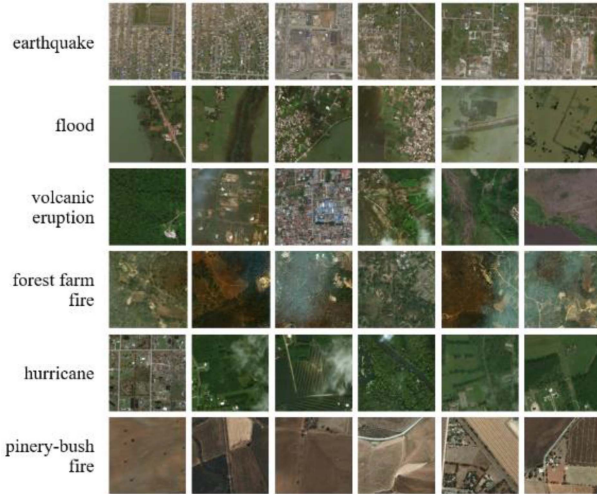 earthquake
flood
volcanic
eruption
forest farm
fire
hurricane
pinery-bush
fire